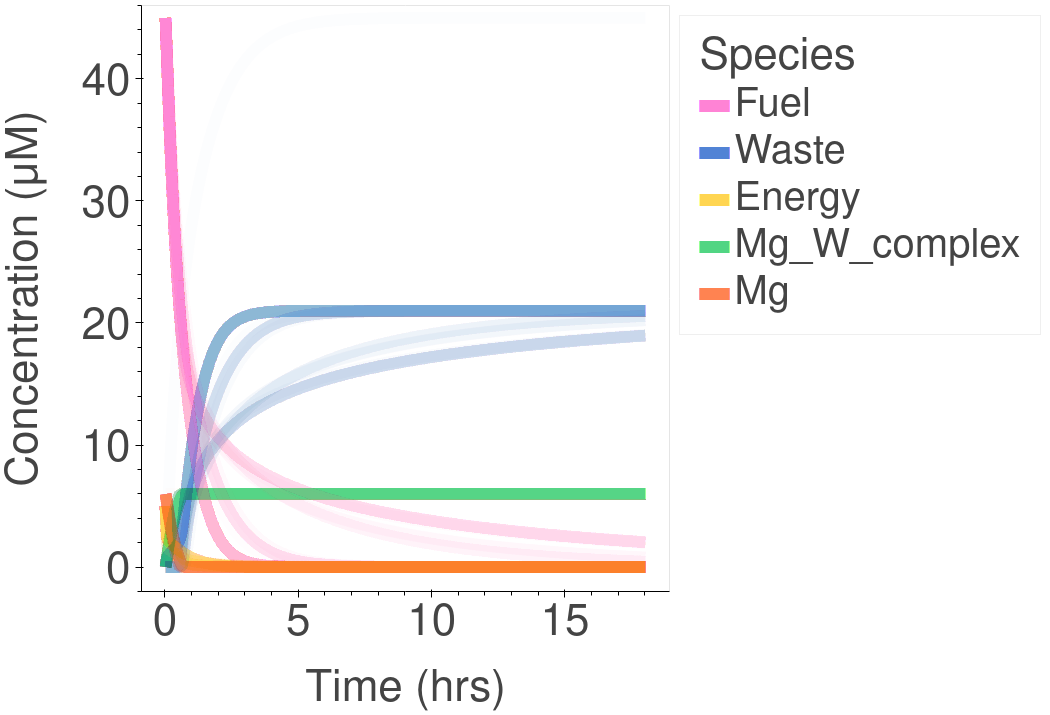 Concentration (µM)
40
30
20
10
0
0 5 10 15
Time (hrs)
Species
Fuel
Waste
Energy
Mg_W_complex
Mg